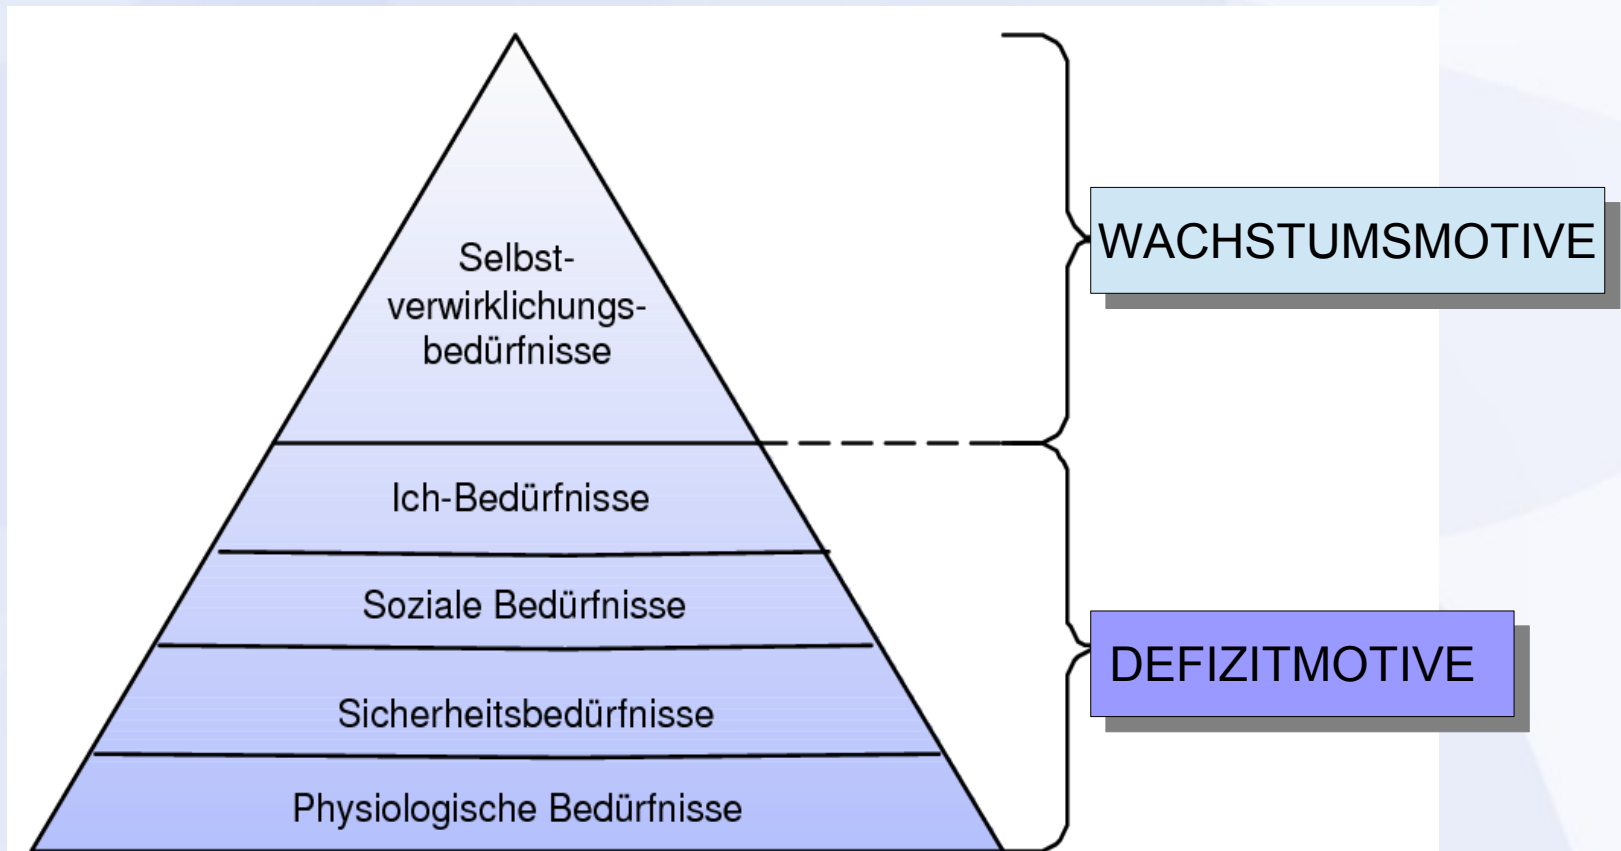 Selbst-
verwirklichungs-
bedürfnisse
WACHSTUMSMOTIVE
Ich-Bedürfnisse
Soziale Bedürfnisse
Sicherheitsbedürfnisse
Physiologische Bedürfnisse
DEFIZITMOTIVE